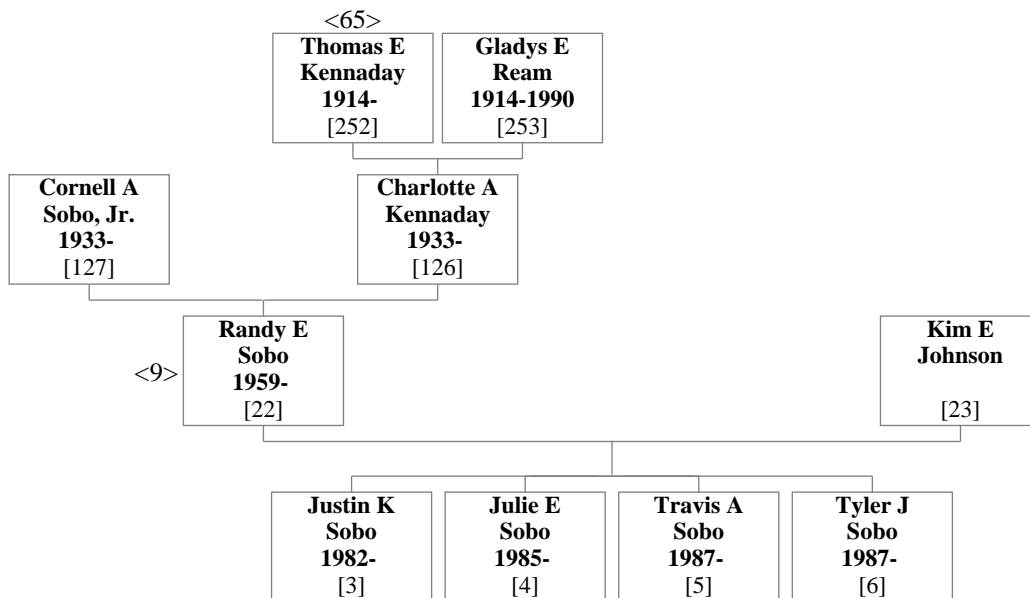 <65>
Thomas E
Kennaday
1914-
[252]
Gladys E
Ream
1914-1990
[253]
Cornell A
Sobo, Jr.
1933-
[127]
Charlotte A
Kennaday
1933-
[126]
<9>
Randy E
Sobo
1959-
[22]
Kim E
Johnson
[23]
Justin K
Sobo
1982-
[3]
Julie E
Sobo
1985-
[4]
Travis A
Sobo
1987-
[5]
Tyler J
Sobo
1987-
[6]